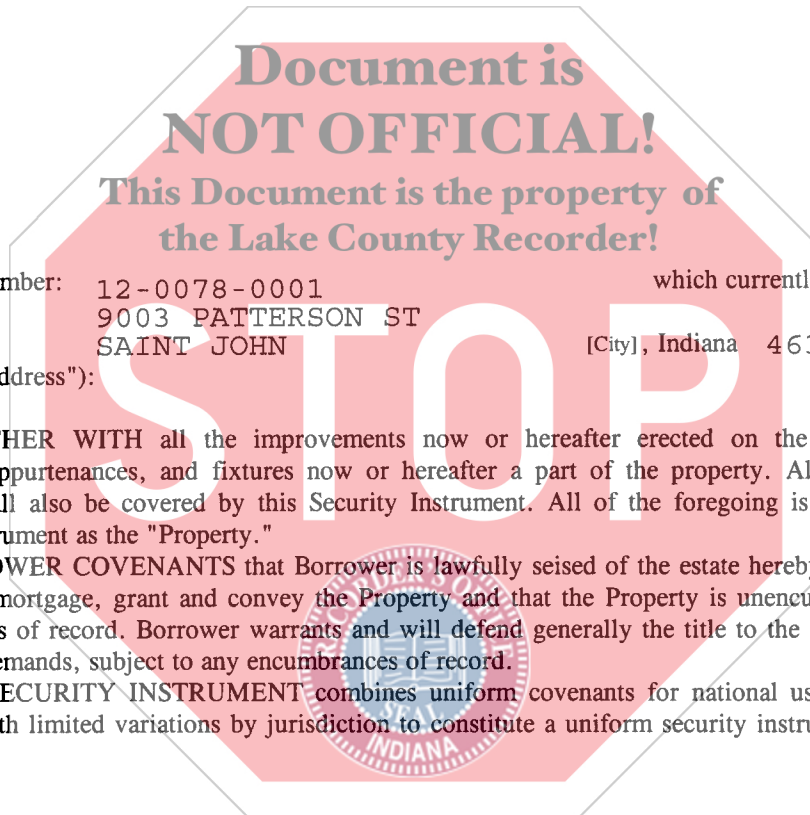 Document is
NOT OFFICIAL!
This Document is the property of
the Lake County Recorder!
mber: 12-0078-0001 which currentl
9003 PATTERSON ST
SAINT JOHN [City], Indiana 463
ddress"):
STOP
HER WITH all the improvements now or hereafter erected on the
ppurtenances, and fixtures now or hereafter a part of the property. Al
ll also be covered by this Security Instrument. All of the foregoing is
ument as the "Property."
OWER COVENANTS that Borrower is lawfully seised of the estate hereb
mortgage, grant and convey the Property and that the Property is unencu
s of record. Borrower warrants and will defend generally the title to the
emands, subject to any encumbrances of record.
ECURITY INSTRUMENT combines uniform covenants for national us
th limited variations by jurisdiction to constitute a uniform security instru
RECORDER'S OFFICE
SEAL
INDIANA